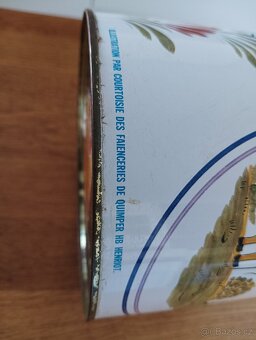 ILLUSTRATION PAR COURTOISIE DES FAIENCERIES DE QUIMPER HB HENRIOT.